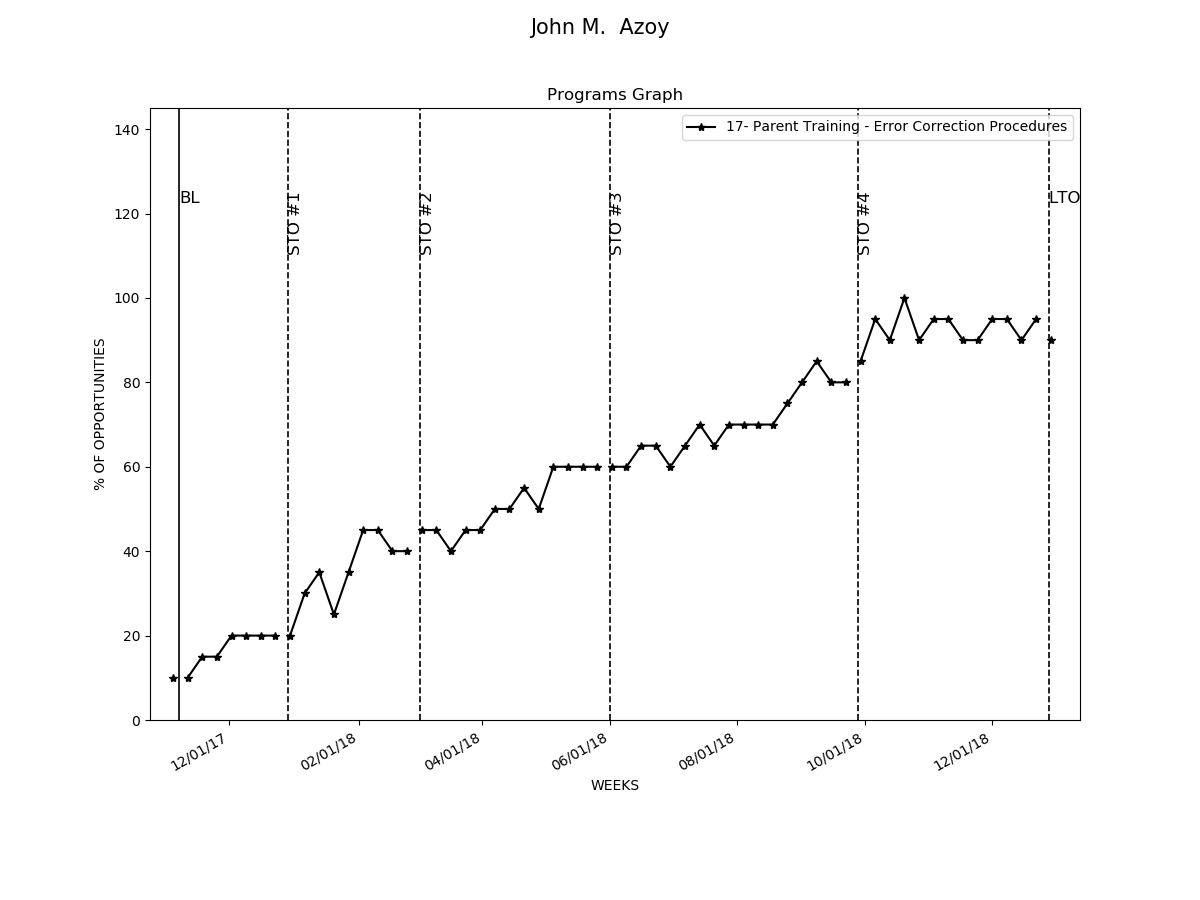 John M.  Azoy
Programs Graph
17- Parent Training - Error Correction Procedures
140
120
100
80
60
40
20
0
% OF OPPORTUNITIES
BL
STO #1
STO #2
STO #3
STO #4
LTO
12/01/17
02/01/18
04/01/18
06/01/18
08/01/18
10/01/18
12/01/18
WEEKS